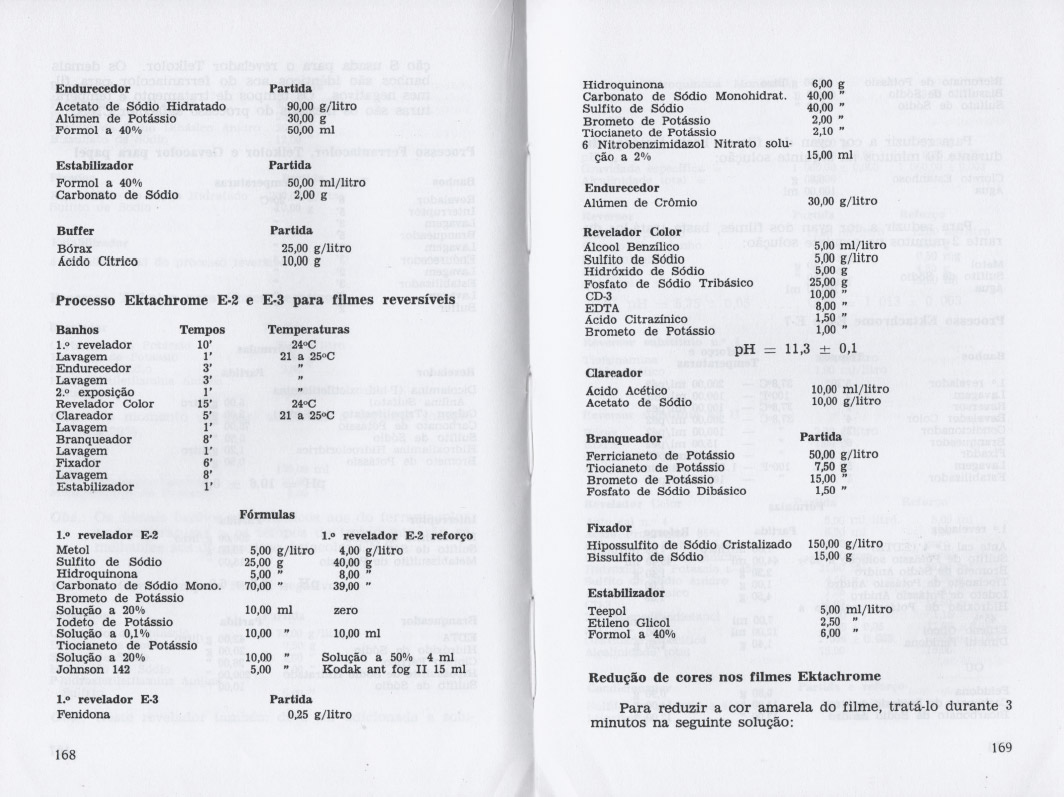 Endurecedor Partida
Acetato de Sódio Hidratado 90,00 g/litro
Alúmen de Potássio 30,00 g
Formol a 40% 50,00 ml
Estabilizador Partida
Formol a 40% 50,00 ml/litro
Carbonato de Sódio 2,00 g
Buffer Partida
Bórax 25,00 g/litro
Ácido Cítrico 10,00 g
Processo Ektachrome E-2 e E-3 para filmes reversíveis
Banhos Tempos Temperaturas
1.º revelador 10' 24ºC
Lavagem 1' 21 a 25ºC
Endurecedor 3' "
Lavagem 3' "
2.º exposição 1' "
Revelador Color 15' 24ºC
Clareador 5' 21 a 25ºC
Lavagem 1'
Branqueador 8'
Lavagem 1'
Fixador 6'
Lavagem 8'
Estabilizador 1'
Fórmulas
1.º revelador E-2 1.º revelador E-2 reforço
Metol 5,00 g/litro 4,00 g/litro
Sulfito de Sódio 25,00 g 40,00 g
Hidroquinona 5,00 " 8,00 "
Carbonato de Sódio Mono. 70,00 " 39,00 "
Brometo de Potássio
Solução a 20% 10,00 ml zero
Iodeto de Potássio
Solução a 0,1% 10,00 " 10,00 ml
Tiocianeto de Potássio
Solução a 20% 10,00 " Solução a 50% 4 ml
Johnson 142 5,00 " Kodak ant fog II 15 ml
1.º revelador E-3 Partida
Fenidona 0,25 g/litro
168
Hidroquinona 6,00 g
Carbonato de Sódio Monohidrat. 40,00 "
Sulfito de Sódio 40,00 "
Brometo de Potássio 2,00 "
Tiocianeto de Potássio 2,10 "
6 Nitrobenzimidazol Nitrato solu-
ção a 2% 15,00 ml
Endurecedor
Alúmen de Crômio 30,00 g/litro
Revelador Color
Álcool Benzílico 5,00 ml/litro
Sulfito de Sódio 5,00 g/litro
Hidróxido de Sódio 5,00 g
Fosfato de Sódio Tribásico 25,00 g
CD-3 10,00 "
EDTA 8,00 "
Ácido Citrazínico 1,50 "
Brometo de Potássio 1,00 "
pH = 11,3 ± 0,1
Clareador
Ácido Acético 10,00 ml/litro
Acetato de Sódio 10,00 g/litro
Branqueador Partida
Ferricianeto de Potássio 50,00 g/litro
Tiocianeto de Potássio 7,50 g
Brometo de Potássio 15,00 "
Fosfato de Sódio Dibásico 1,50 "
Fixador
Hipossulfito de Sódio Cristalizado 150,00 g/litro
Bissulfito de Sódio 15,00 g
Estabilizador
Teepol 5,00 ml/litro
Etileno Glicol 2,50 "
Formol a 40% 6,00 "
Redução de cores nos filmes Ektachrome
Para reduzir a cor amarela do filme, tratá-lo durante 3
minutos na seguinte solução:
169